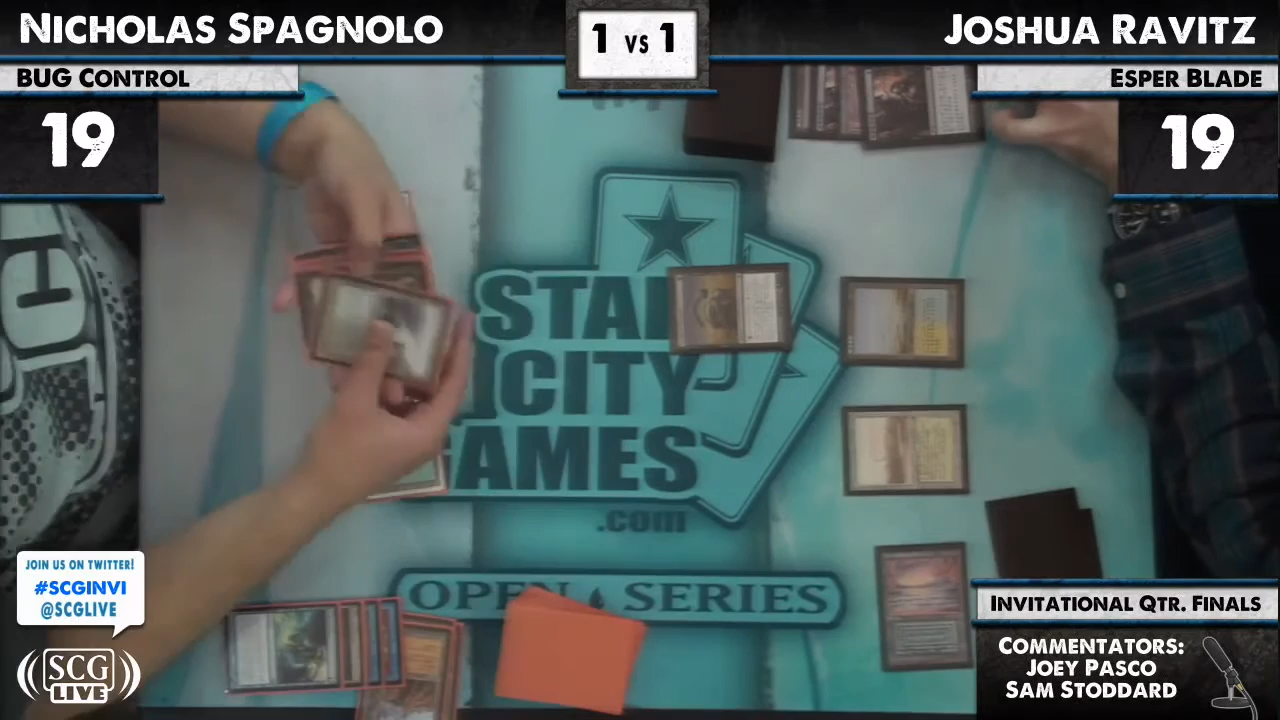 NICHOLAS SPAGNOLO
1 VS 1
JOSHUA RAVITZ
BUG CONTROL
ESPER BLADE
19
19
STAR
CITY
GAMES
.com
OPEN SERIES
JOIN US ON TWITTER!
#SCGINVI
@SCGLIVE
SCG
LIVE
INVITATIONAL QTR. FINALS
COMMENTATORS:
JOEY PASCO
SAM STODDARD